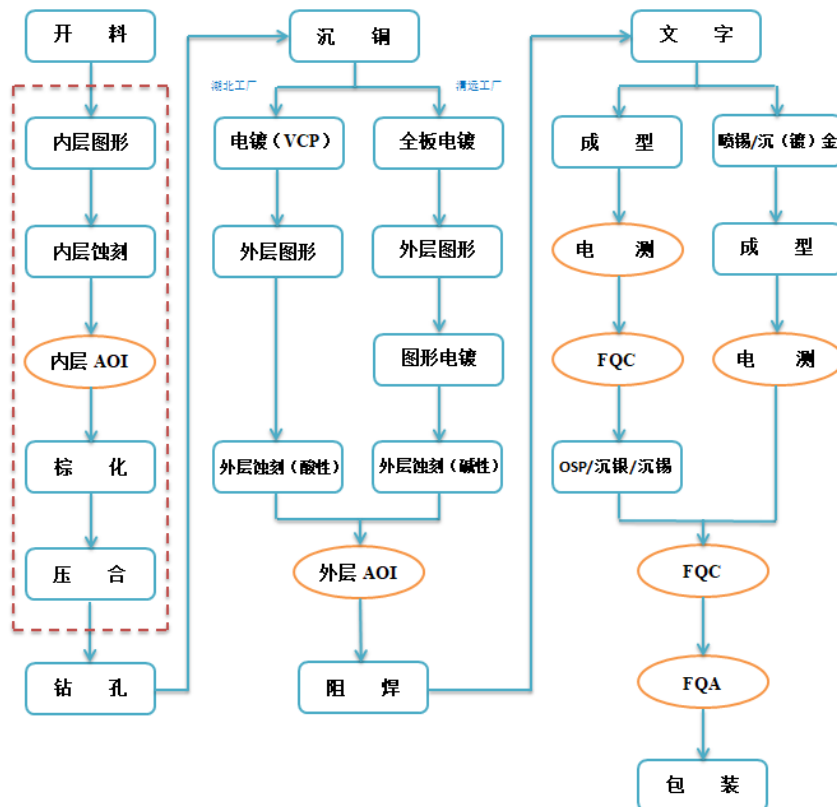 开 料
内层图形
内层蚀刻
内层 AOI
棕 化
压 合
钻 孔
沉 铜
湖北工厂
清远工厂
电镀（VCP）
全板电镀
外层图形
外层图形
图形电镀
外层蚀刻（酸性）
外层蚀刻（碱性）
外层 AOI
阻 焊
文 字
成 型
喷锡/沉（镀）金
电 测
成 型
FQC
电 测
OSP/沉银/沉锡
FQC
FQA
包 装